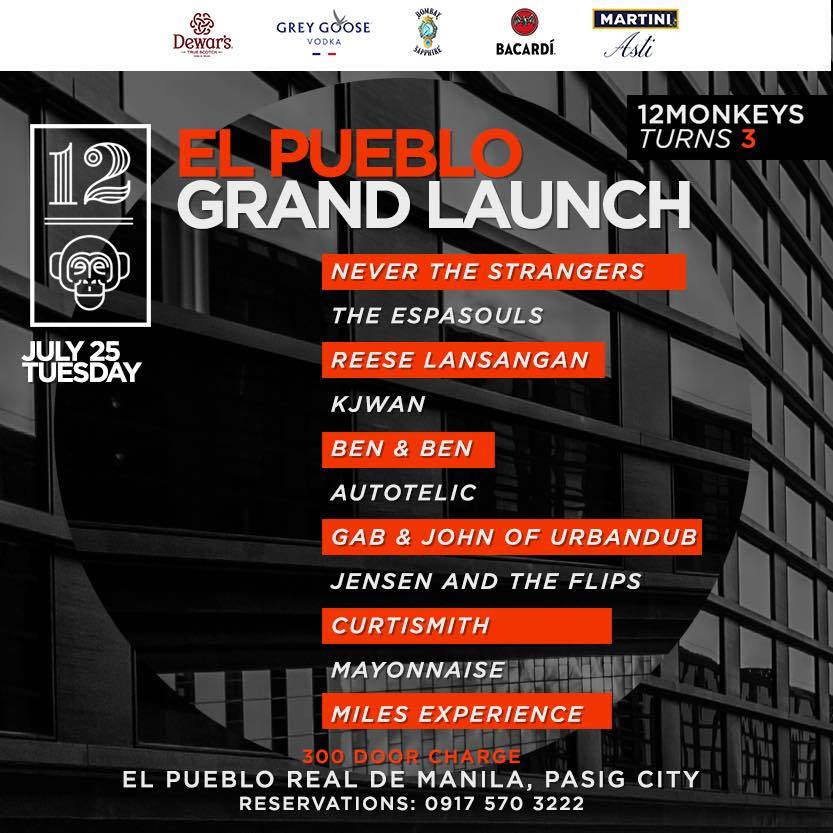 Dewar's
TRUE SCOTCH
GREY GOOSE
VODKA
BOMBAY
SAPPHIRE
BACARDÍ
MARTINI
Asti
12MONKEYS
TURNS 3
12
EL PUEBLO
GRAND LAUNCH
JULY 25
TUESDAY
NEVER THE STRANGERS
THE ESPASOULS
REESE LANSANGAN
KJWAN
BEN & BEN
AUTOTELIC
GAB & JOHN OF URBANDUB
JENSEN AND THE FLIPS
CURTISMITH
MAYONNAISE
MILES EXPERIENCE
300 DOOR CHARGE
EL PUEBLO REAL DE MANILA, PASIG CITY
RESERVATIONS: 0917 570 3222